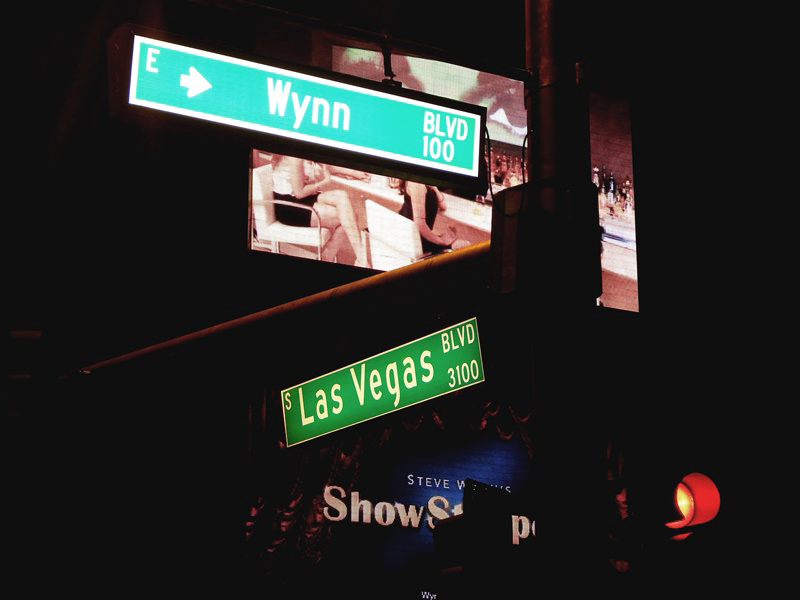 E → Wynn BLVD
100
S Las Vegas BLVD
3100
STEVE
Show